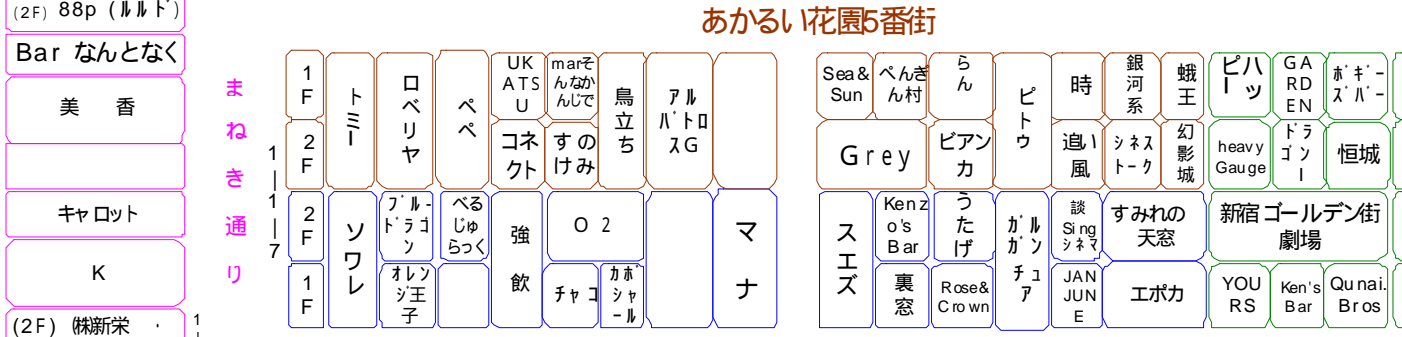 (2F) 88p (ルルド)
Bar なんとなく
美 香
キャロット
K
(2F) ㈱新栄 ・
まねき通り
1|1|7
1
あかるい花園5番街
1F
トミー
ロベリヤ
ペペ
UK
ATS
U
marそ
んなか
んじで
鳥立ち
アル
バトロ
スG
Sea&
Sun
ぺんぎ
ん村
らん
ピトゥ
時
銀河系
蛾王
ハッピー
GA
RD
EN
ボギー
ズバー
2F
コネ
クト
すの
けみ
Grey
ビアン
カ
追い
風
シネス
トーク
幻影城
heavy
Gauge
ドラ
ゴン
ー
恒城
2F
ソワレ
ブルー
ドラゴ
ン
べる
じゅ
らっく
強飲
O2
マナ
スエズ
Kenz
o's
Bar
うたげ
ガルガンチュア
談
Sing
シネマ
すみれの
天窓
新宿ゴールデン街
劇場
1F
オレン
ジ王
子
チャコ
カボ
シャ
ール
裏窓
Rose&
Crown
JAN
JUN
E
エポカ
YOU
RS
Ken's
Bar
Qunai.
Bros